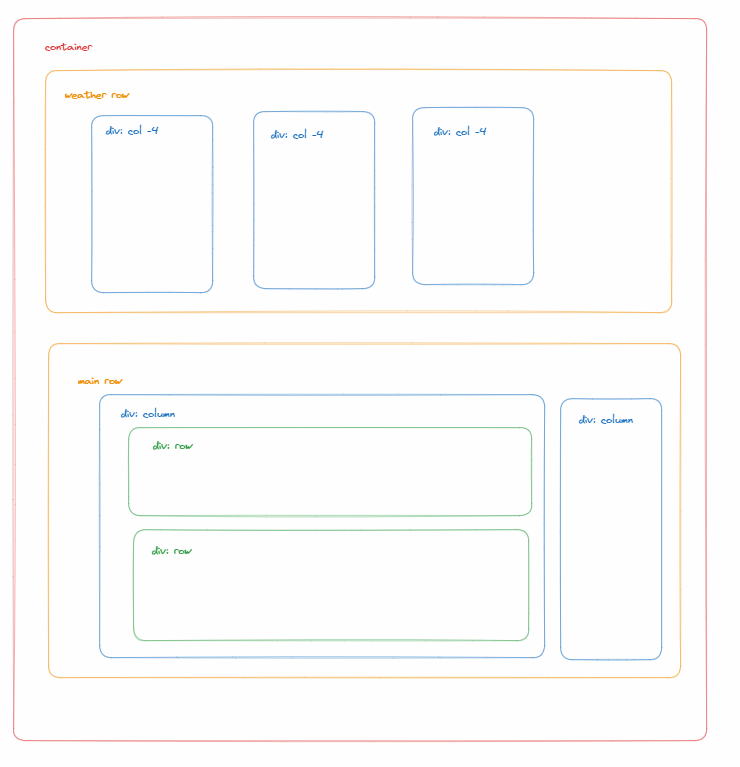 container
weather row
div: col -4
div: col -4
div: col -4
main row
div: column
div: column
div: row
div: row